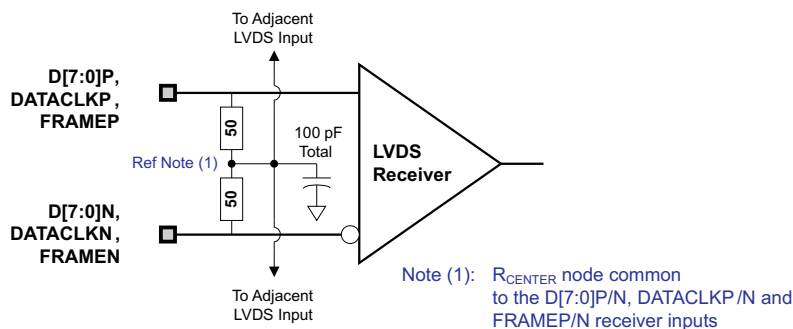 To Adjacent
LVDS Input
D[7:0]P,
DATACLKP,
FRAMEP
50
100 pF
Total
LVDS
Receiver
Ref Note (1)
50
D[7:0]N,
DATACLKN,
FRAMEN
To Adjacent
LVDS Input
Note (1): RCENTER node common
to the D[7:0]P/N, DATACLKP/N and
FRAMEP/N receiver inputs